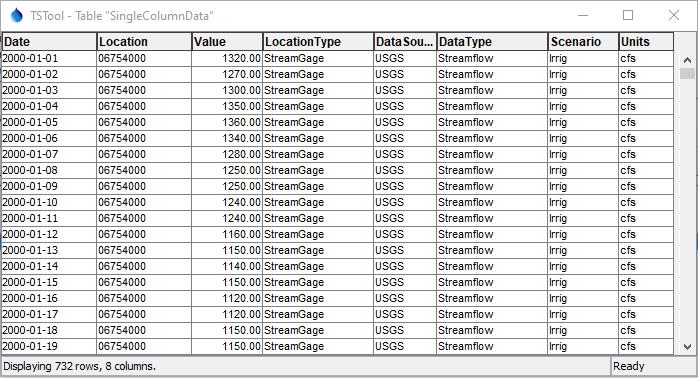 TSTool - Table "SingleColumnData"
Date Location Value LocationType DataSou... DataType Scenario Units
2000-01-01 06754000 1320.00 StreamGage USGS Streamflow Irrig cfs
2000-01-02 06754000 1270.00 StreamGage USGS Streamflow Irrig cfs
2000-01-03 06754000 1300.00 StreamGage USGS Streamflow Irrig cfs
2000-01-04 06754000 1350.00 StreamGage USGS Streamflow Irrig cfs
2000-01-05 06754000 1360.00 StreamGage USGS Streamflow Irrig cfs
2000-01-06 06754000 1340.00 StreamGage USGS Streamflow Irrig cfs
2000-01-07 06754000 1280.00 StreamGage USGS Streamflow Irrig cfs
2000-01-08 06754000 1250.00 StreamGage USGS Streamflow Irrig cfs
2000-01-09 06754000 1250.00 StreamGage USGS Streamflow Irrig cfs
2000-01-10 06754000 1240.00 StreamGage USGS Streamflow Irrig cfs
2000-01-11 06754000 1240.00 StreamGage USGS Streamflow Irrig cfs
2000-01-12 06754000 1160.00 StreamGage USGS Streamflow Irrig cfs
2000-01-13 06754000 1150.00 StreamGage USGS Streamflow Irrig cfs
2000-01-14 06754000 1140.00 StreamGage USGS Streamflow Irrig cfs
2000-01-15 06754000 1150.00 StreamGage USGS Streamflow Irrig cfs
2000-01-16 06754000 1120.00 StreamGage USGS Streamflow Irrig cfs
2000-01-17 06754000 1120.00 StreamGage USGS Streamflow Irrig cfs
2000-01-18 06754000 1150.00 StreamGage USGS Streamflow Irrig cfs
2000-01-19 06754000 1150.00 StreamGage USGS Streamflow Irrig cfs
Displaying 732 rows, 8 columns. Ready